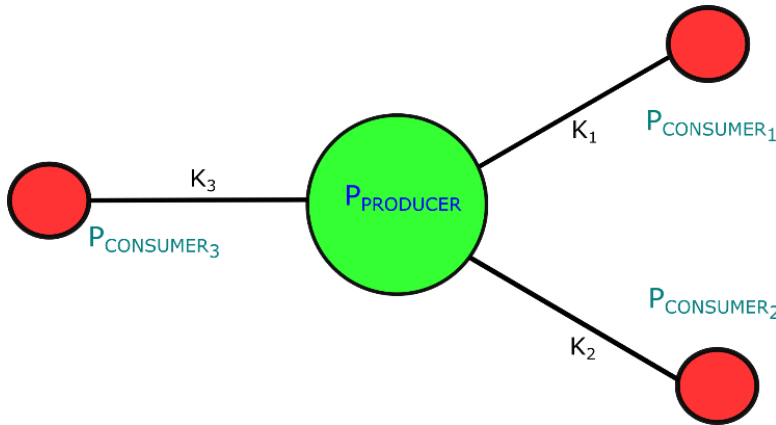 K₁
P_CONSUMER₁
K₃
P_PRODUCER
P_CONSUMER₃
P_CONSUMER₂
K₂